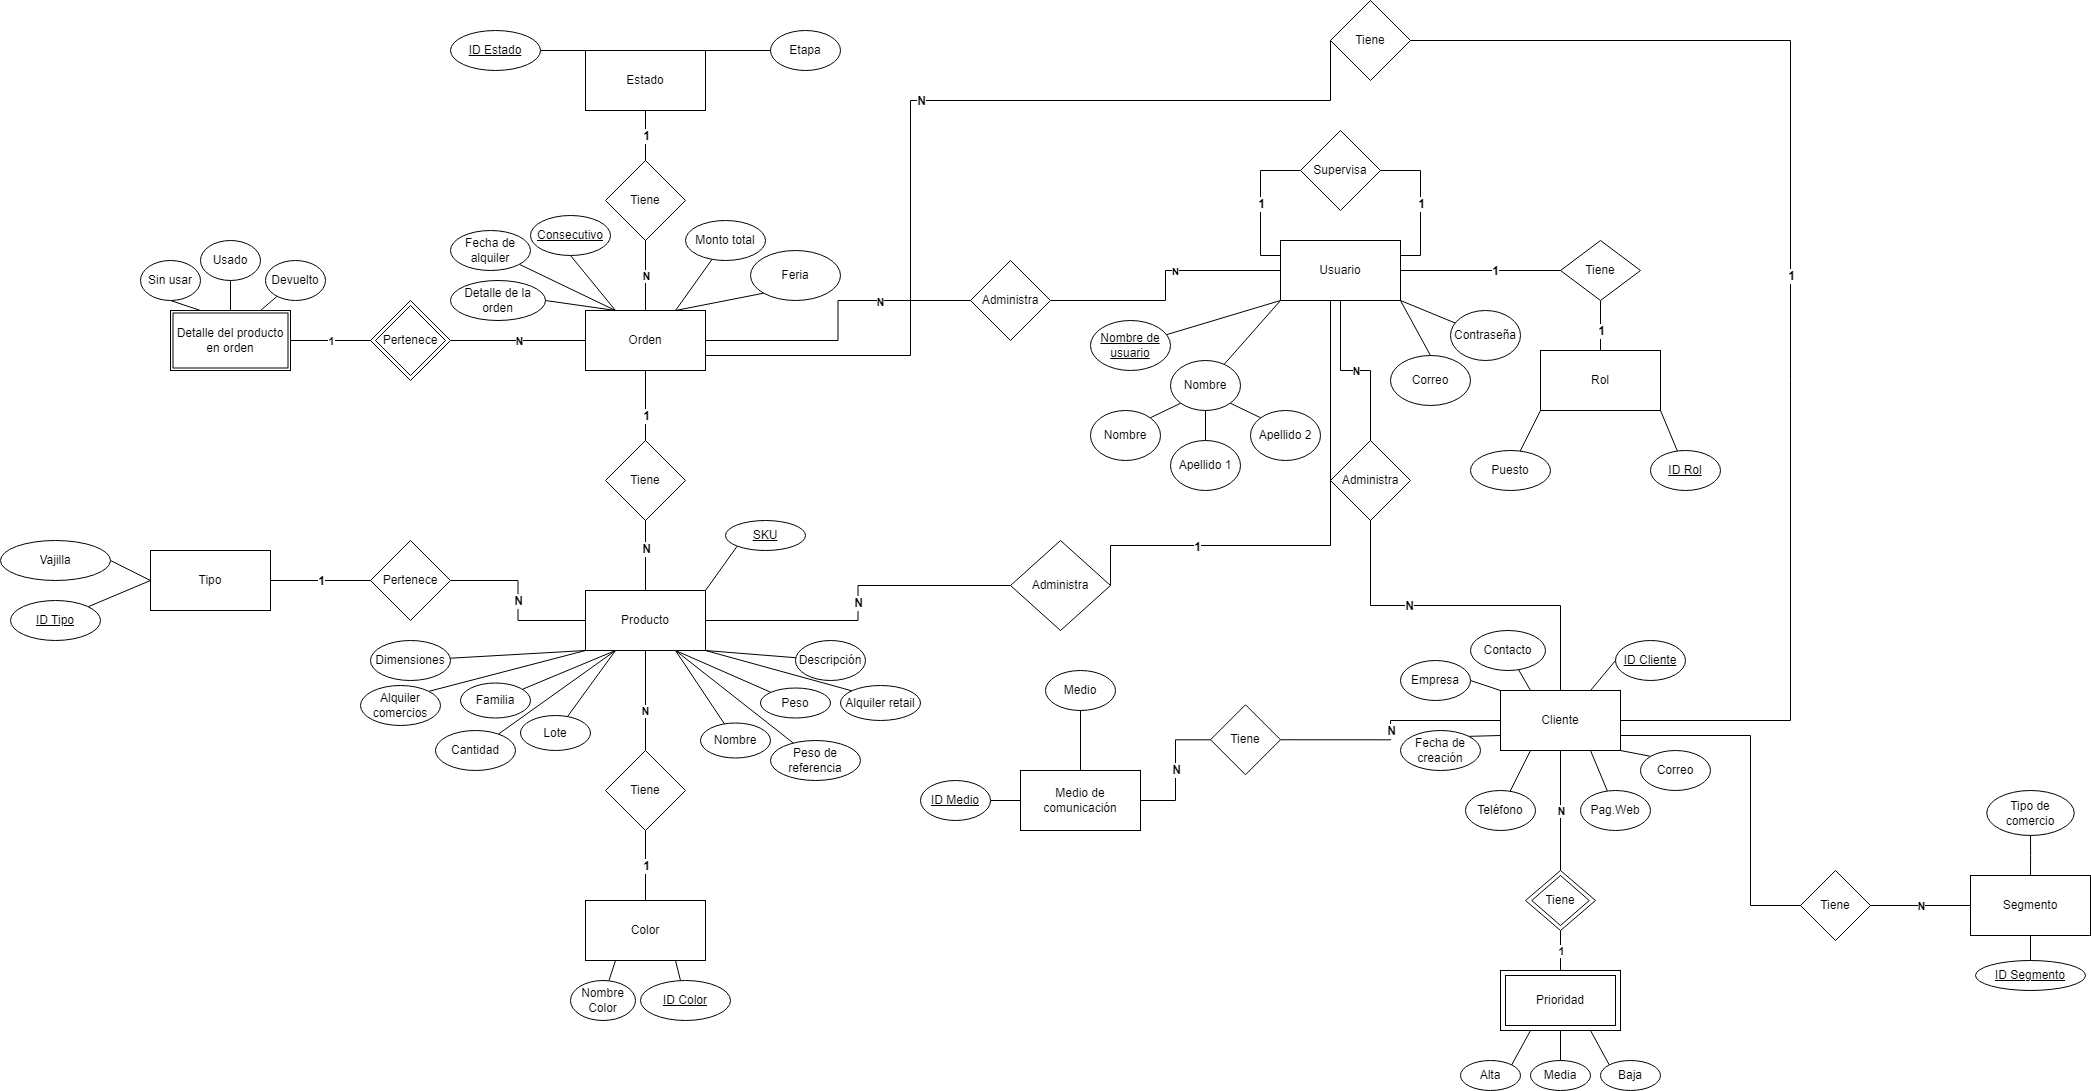 Tiene
ID Estado
Etapa
Estado
N
1
Tiene
Supervisa
1
1
Consecutivo
Monto total
Fecha de
alquiler
Feria
Detalle de la
orden
N
Sin usar
Usado
Devuelto
Detalle del producto
en orden
1
Pertenece
N
Orden
N
Administra
N
Usuario
1
Tiene
1
1
Rol
Puesto
ID Rol
Nombre de
usuario
Nombre
Nombre
Apellido 1
Apellido 2
Correo
Contraseña
N
Administra
N
1
Tiene
N
SKU
Vajilla
ID Tipo
Tipo
1
Pertenece
N
Producto
N
Administra
1
Dimensiones
Alquiler
comercios
Familia
Cantidad
Lote
N
Nombre
Peso de
referencia
Peso
Alquiler retail
Descripción
Tiene
1
Color
Nombre
Color
ID Color
Medio
ID Medio
Medio de
comunicación
N
Tiene
N
Contacto
ID Cliente
Empresa
Cliente
Fecha de
creación
Correo
Teléfono
N
Pag.Web
Tiene
1
Prioridad
Alta
Media
Baja
Tiene
N
Tipo de
comercio
Segmento
ID Segmento